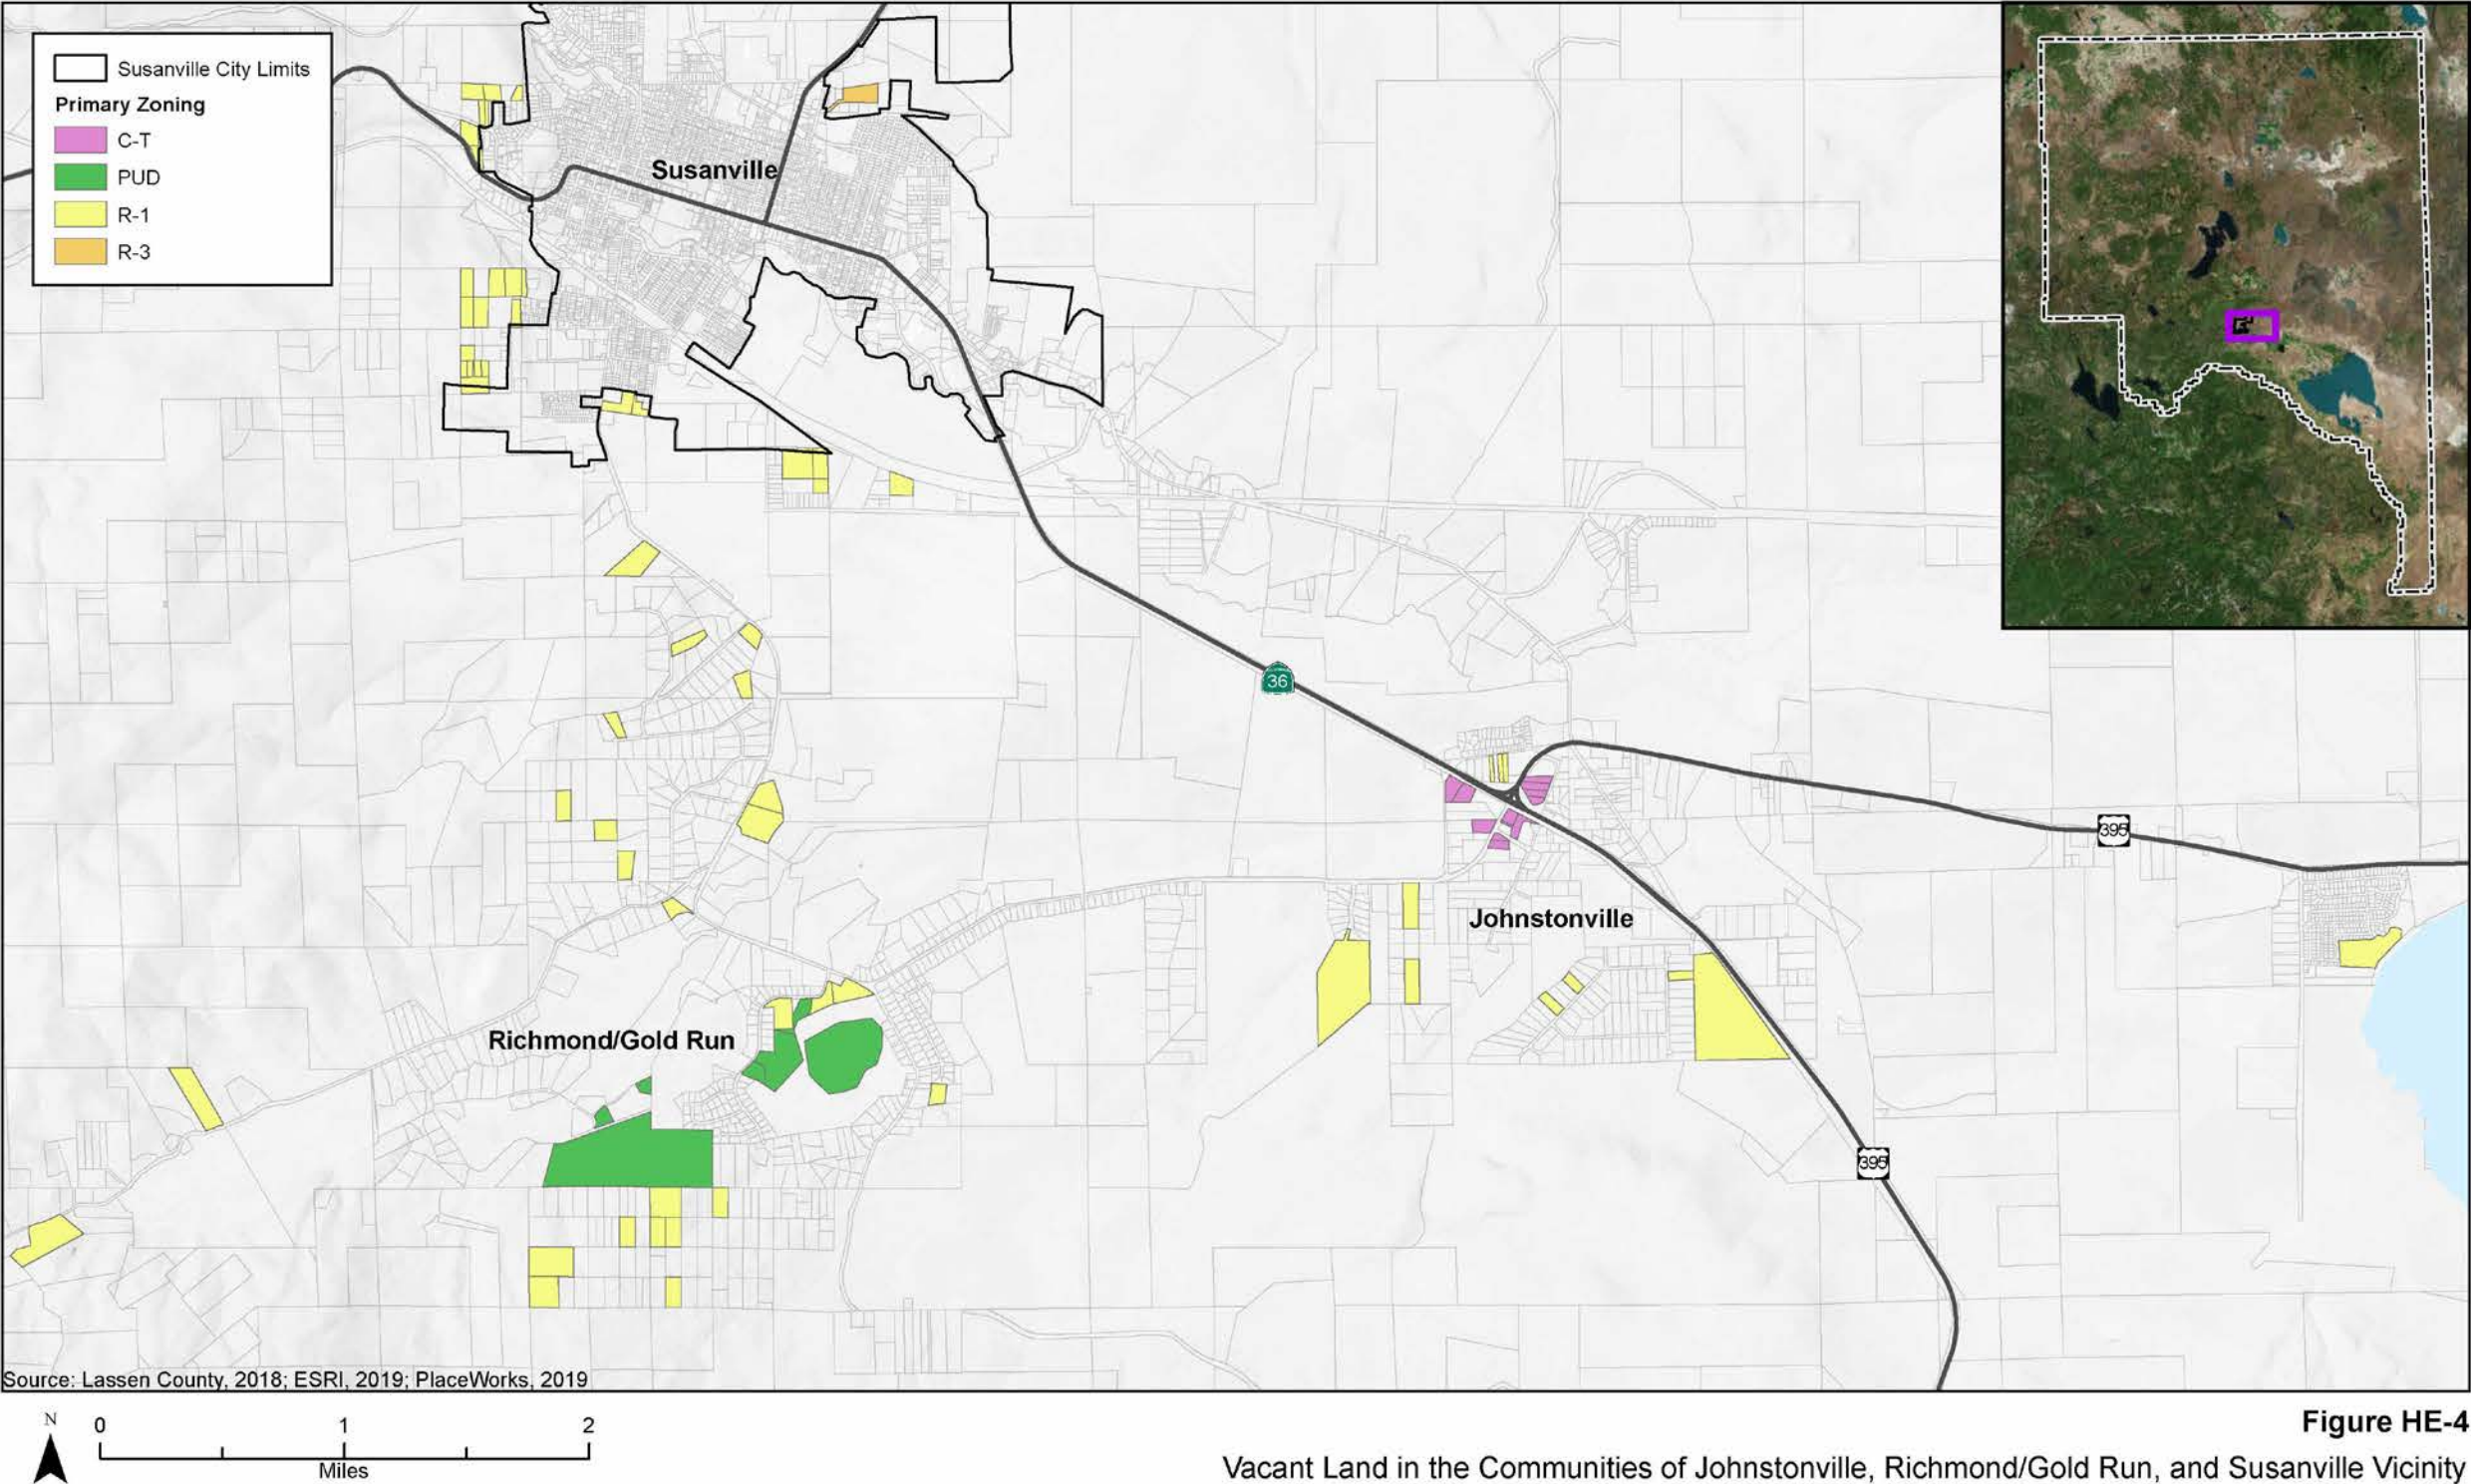 Susanville City Limits
Primary Zoning
C-T
PUD
R-1
R-3
Susanville
36
395
Johnstonville
Richmond/Gold Run
395
Source: Lassen County, 2018; ESRI, 2019; PlaceWorks, 2019
N
0 1 2
Miles
Figure HE-4
Vacant Land in the Communities of Johnstonville, Richmond/Gold Run, and Susanville Vicinity